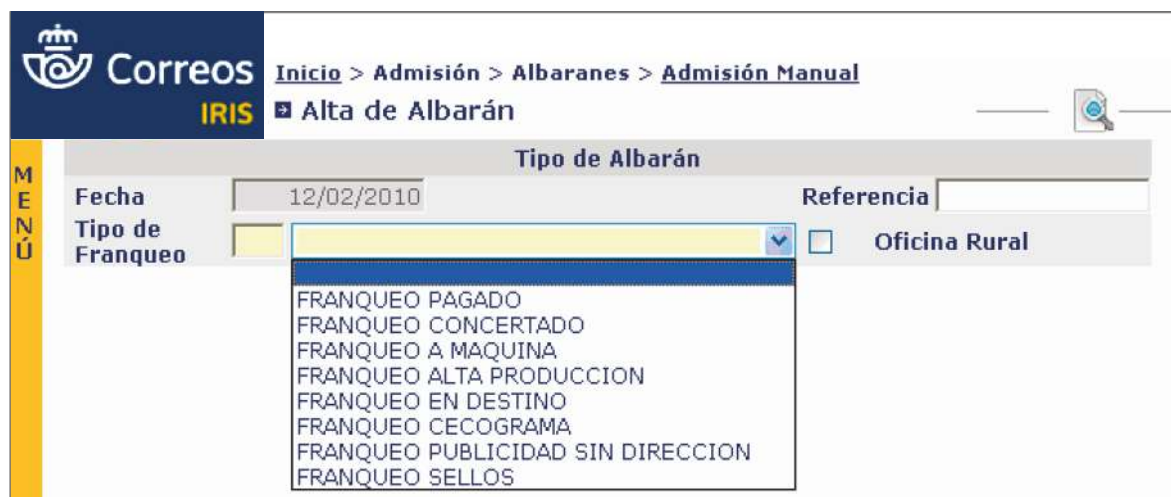 Correos
IRIS
Inicio > Admisión > Albaranes > Admisión Manual
Alta de Albarán
MENÚ
Tipo de Albarán
Fecha 12/02/2010 Referencia
Tipo de Franqueo Oficina Rural
FRANQUEO PAGADO
FRANQUEO CONCERTADO
FRANQUEO A MAQUINA
FRANQUEO ALTA PRODUCCION
FRANQUEO EN DESTINO
FRANQUEO CECOGRAMA
FRANQUEO PUBLICIDAD SIN DIRECCION
FRANQUEO SELLOS